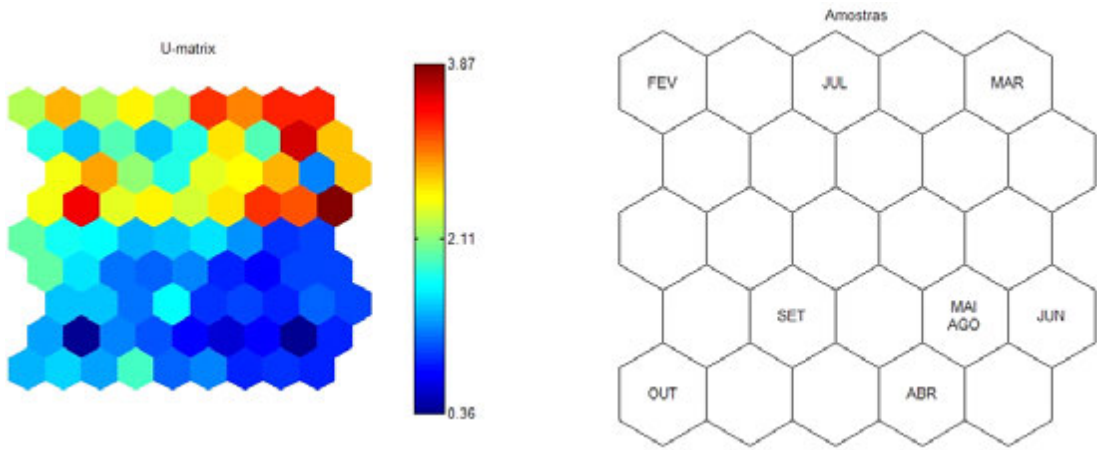 U-matrix
3.87
2.11
0.36
Amostras
FEV JUL MAR
SET MAI AGO JUN
OUT ABR